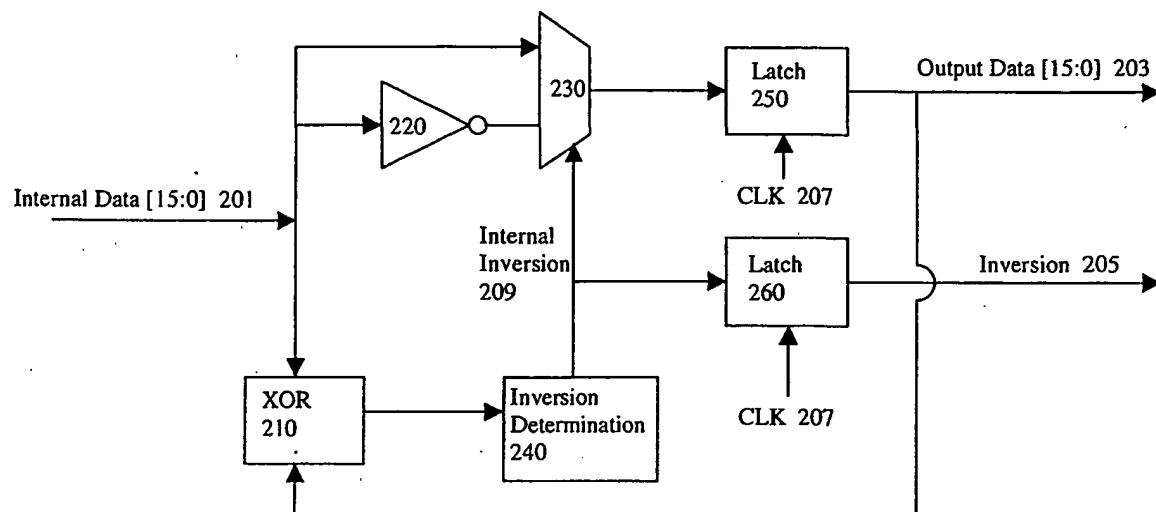 Latch
250
Output Data [15:0] 203
230
220
CLK 207
Internal Data [15:0] 201
Internal
Inversion
209
Latch
260
Inversion 205
XOR
210
Inversion
Determination
240
CLK 207